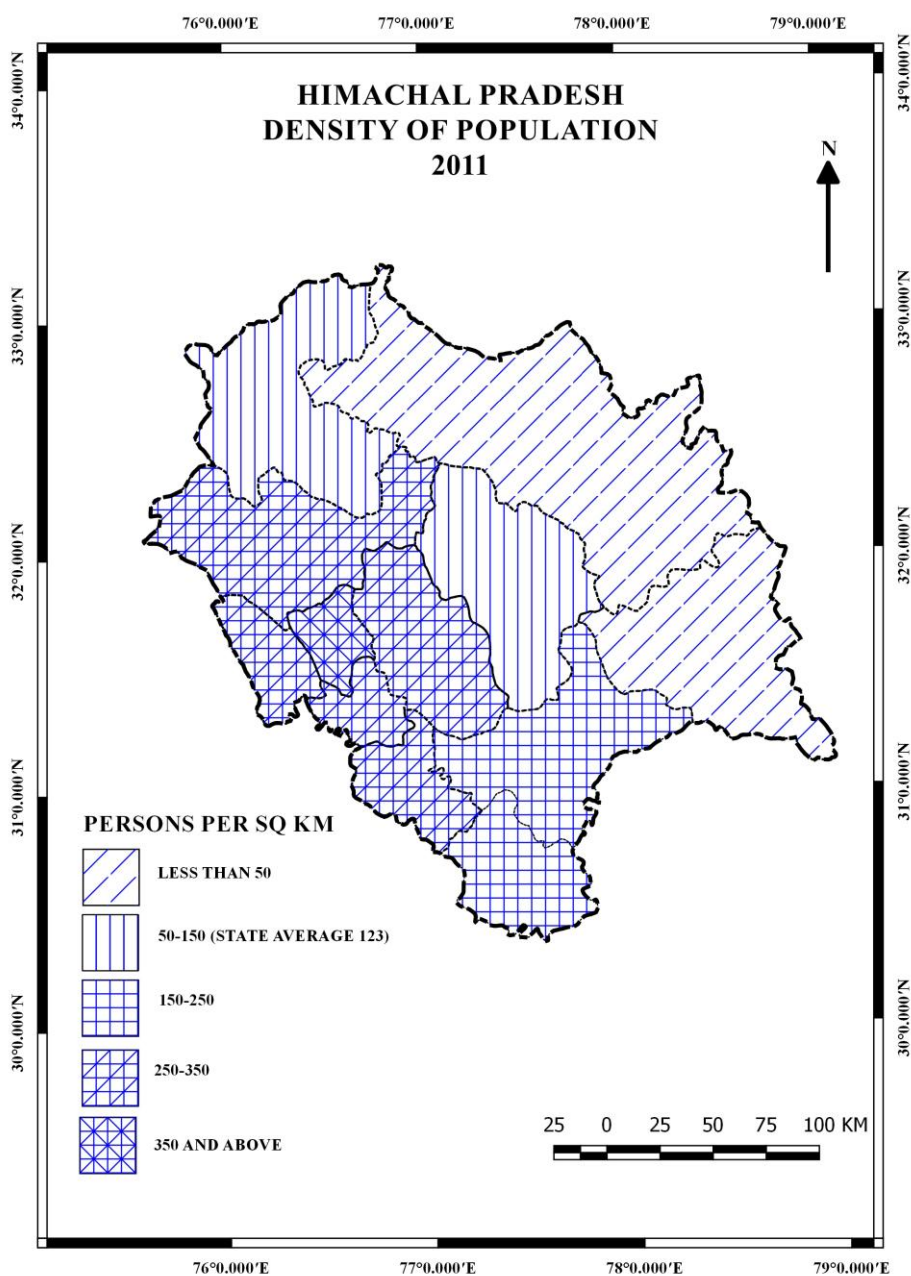 76°0.000'E 77°0.000'E 78°0.000'E 79°0.000'E
HIMACHAL PRADESH
DENSITY OF POPULATION
2011
N
34°0.000'N
33°0.000'N
32°0.000'N
31°0.000'N
30°0.000'N
34°0.000'N
33°0.000'N
32°0.000'N
31°0.000'N
30°0.000'N
PERSONS PER SQ KM
LESS THAN 50
50-150 (STATE AVERAGE 123)
150-250
250-350
350 AND ABOVE
25 0 25 50 75 100 KM
76°0.000'E 77°0.000'E 78°0.000'E 79°0.000'E